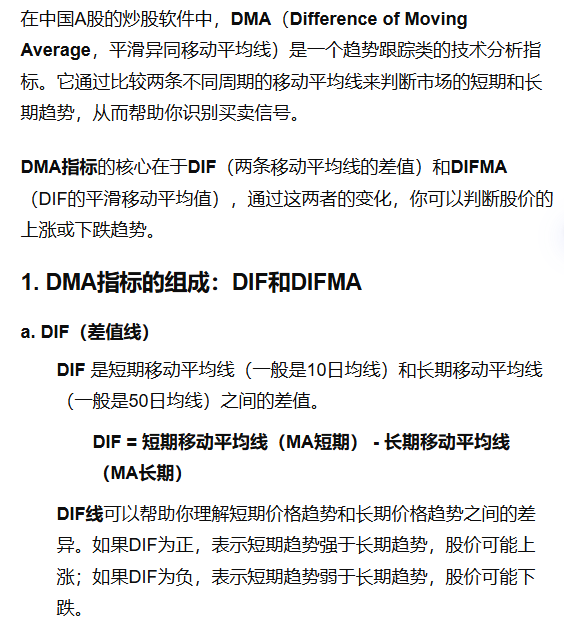 在中国A股的炒股软件中，DMA（Difference of Moving
Average，平滑异同移动平均线）是一个趋势跟踪类的技术分析指
标。它通过比较两条不同周期的移动平均线来判断市场的短期和长
期趋势，从而帮助你识别买卖信号。
DMA指标的核心在于DIF（两条移动平均线的差值）和DIFMA
（DIF的平滑移动平均值），通过这两者的变化，你可以判断股价的
上涨或下跌趋势。
1. DMA指标的组成：DIF和DIFMA
a. DIF（差值线）
DIF 是短期移动平均线（一般是10日均线）和长期移动平均线
（一般是50日均线）之间的差值。
DIF = 短期移动平均线（MA短期） - 长期移动平均线
（MA长期）
DIF线可以帮助你理解短期价格趋势和长期价格趋势之间的差
异。如果DIF为正，表示短期趋势强于长期趋势，股价可能上
涨；如果DIF为负，表示短期趋势弱于长期趋势，股价可能下
跌。